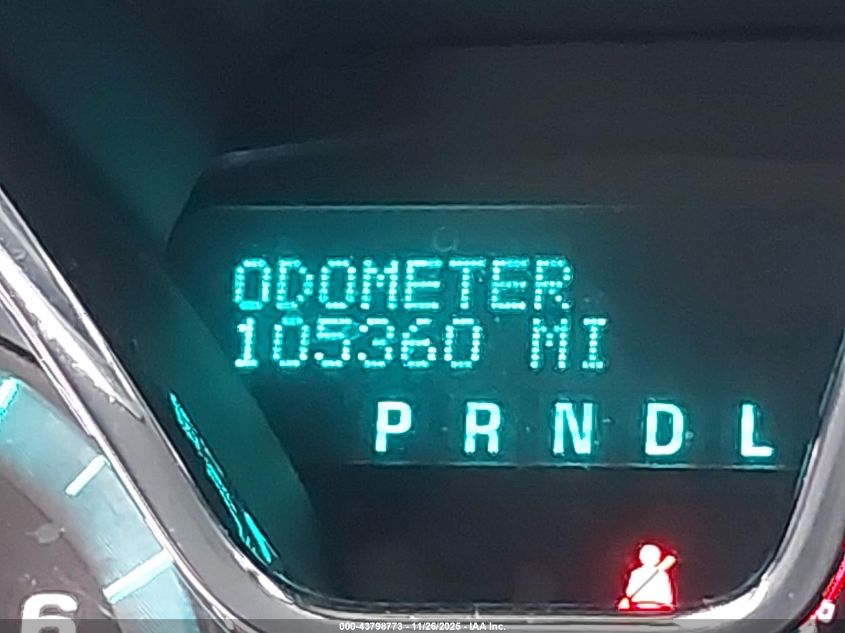 ODOMETER
105360 MI
P R N D L
6
000-43798773 - 11/26/2025 - IAA Inc.